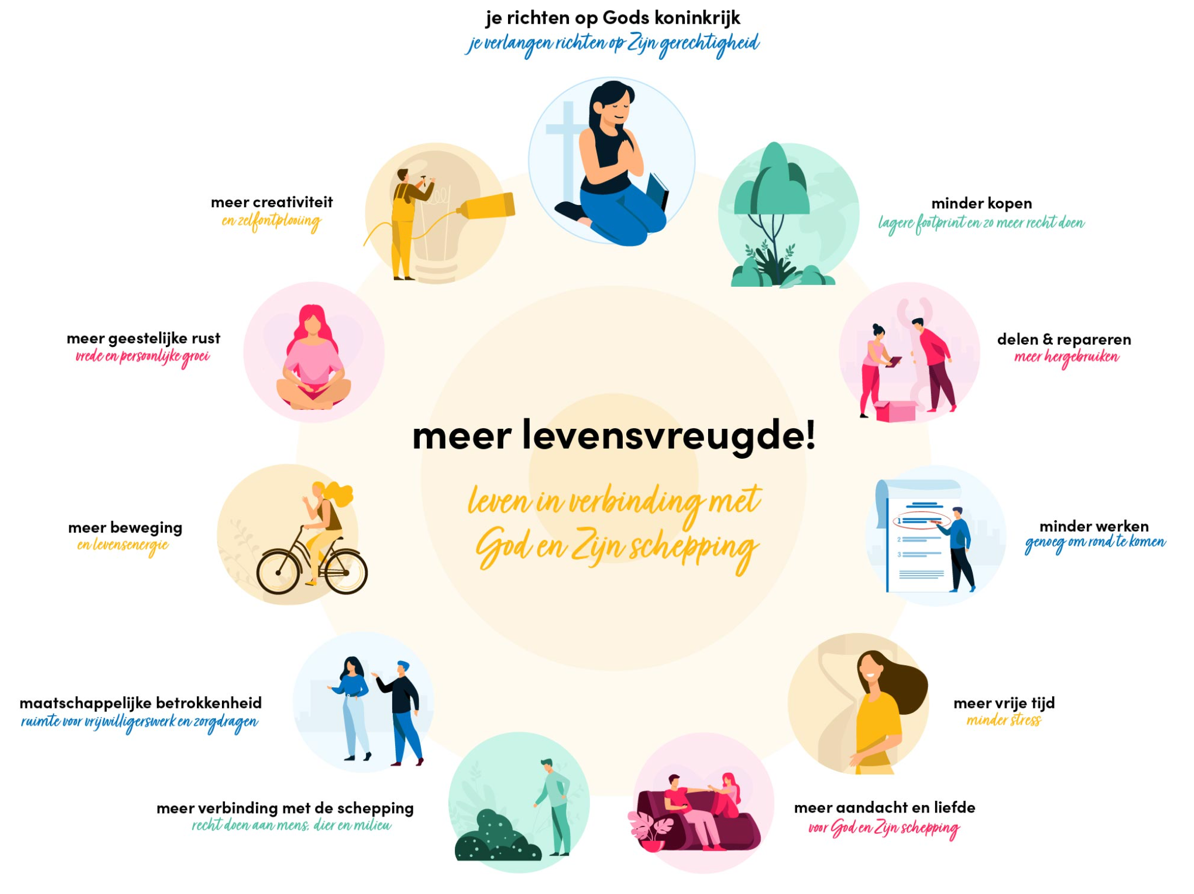 je richten op Gods koninkrijk
je verlangen richten op Zijn gerechtigheid
minder kopen
lagere footprint en zo meer recht doen
delen & repareren
meer hergebruiken
minder werken
genoeg om rond te komen
meer vrije tijd
minder stress
meer aandacht en liefde
voor God en Zijn schepping
meer verbinding met de schepping
recht doen aan mens, dier en milieu
maatschappelijke betrokkenheid
ruimte voor vrijwilligerswerk en zorgdragen
meer beweging
en levensenergie
meer geestelijke rust
vrede en persoonlijke groei
meer creativiteit
en zelfontplooiing
meer levensvreugde!
leven in verbinding met
God en Zijn schepping